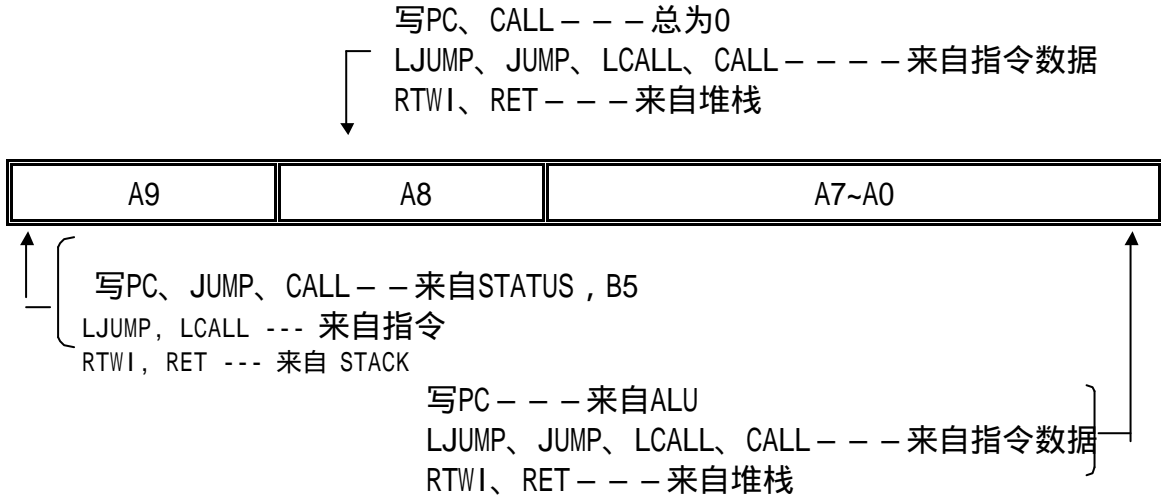 写PC、CALL－－－总为0
LJUMP、JUMP、LCALL、CALL－－－－来自指令数据
RTWI、RET－－－来自堆栈
A9 A8 A7~A0
写PC、JUMP、CALL－－来自STATUS , B5
LJUMP, LCALL --- 来自指令
RTWI, RET --- 来自 STACK
写PC－－－来自ALU
LJUMP、JUMP、LCALL、CALL－－－来自指令数据
RTWI、RET－－－来自堆栈